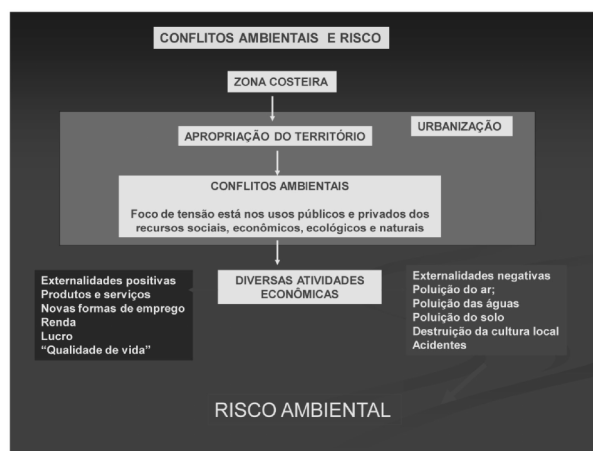 CONFLITOS AMBIENTAIS E RISCO
ZONA COSTEIRA
URBANIZAÇÃO
APROPRIAÇÃO DO TERRITÓRIO
CONFLITOS AMBIENTAIS
Foco de tensão está nos usos públicos e privados dos
recursos sociais, econômicos, ecológicos e naturais
Externalidades positivas
Produtos e serviços
Novas formas de emprego
Renda
Lucro
“Qualidade de vida”
DIVERSAS ATIVIDADES
ECONÔMICAS
Externalidades negativas
Poluição do ar;
Poluição das águas
Poluição do solo
Destruição da cultura local
Acidentes
RISCO AMBIENTAL